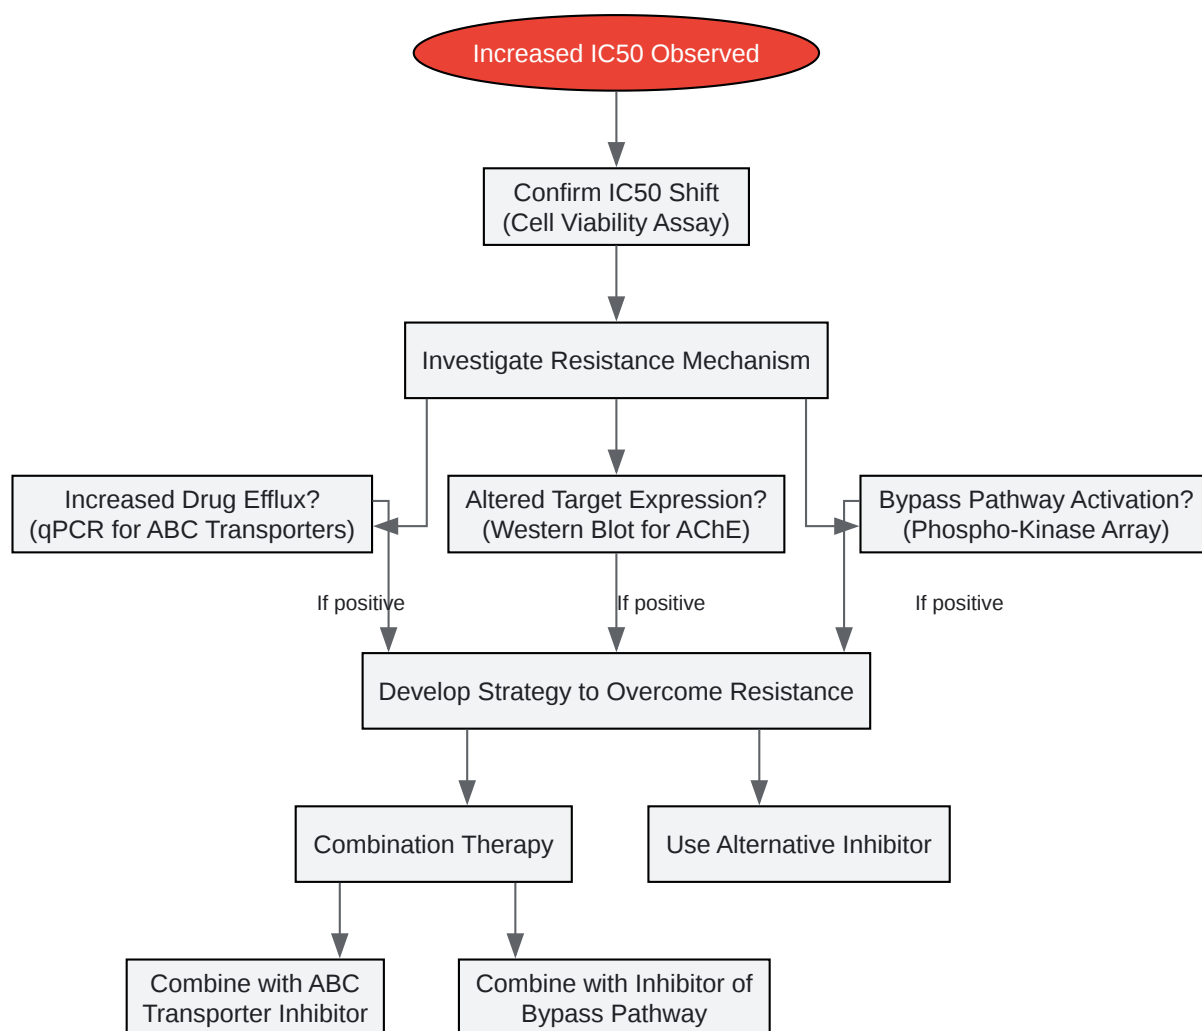 Increased IC50 Observed
Confirm IC50 Shift
(Cell Viability Assay)
Investigate Resistance Mechanism
Increased Drug Efflux?
(qPCR for ABC Transporters)
Altered Target Expression?
(Western Blot for AChE)
Bypass Pathway Activation?
(Phospho-Kinase Array)
If positive
If positive
If positive
Develop Strategy to Overcome Resistance
Combination Therapy
Use Alternative Inhibitor
Combine with ABC
Transporter Inhibitor
Combine with Inhibitor of
Bypass Pathway